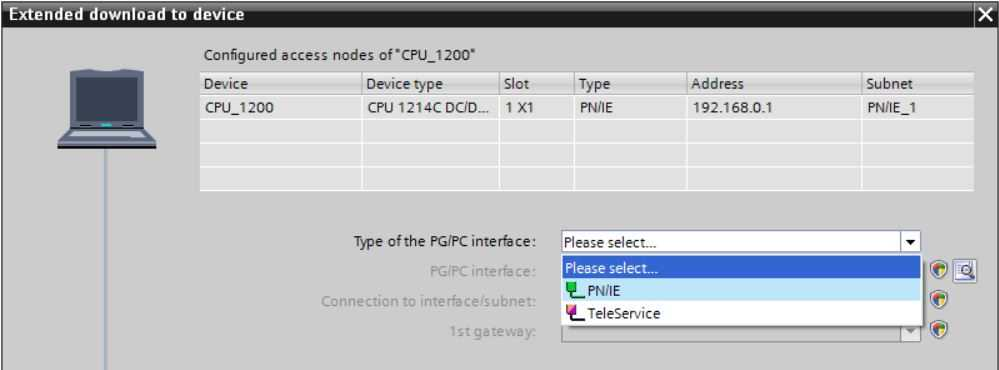 Extended download to device
Configured access nodes of "CPU_1200"
Device Device type Slot Type Address Subnet
CPU_1200 CPU 1214C DC/D... 1 X1 PN/IE 192.168.0.1 PN/IE_1
Type of the PG/PC interface: Please select...
PG/PC interface: Please select...
PN/IE
Connection to interface/subnet: TeleService
1st gateway: